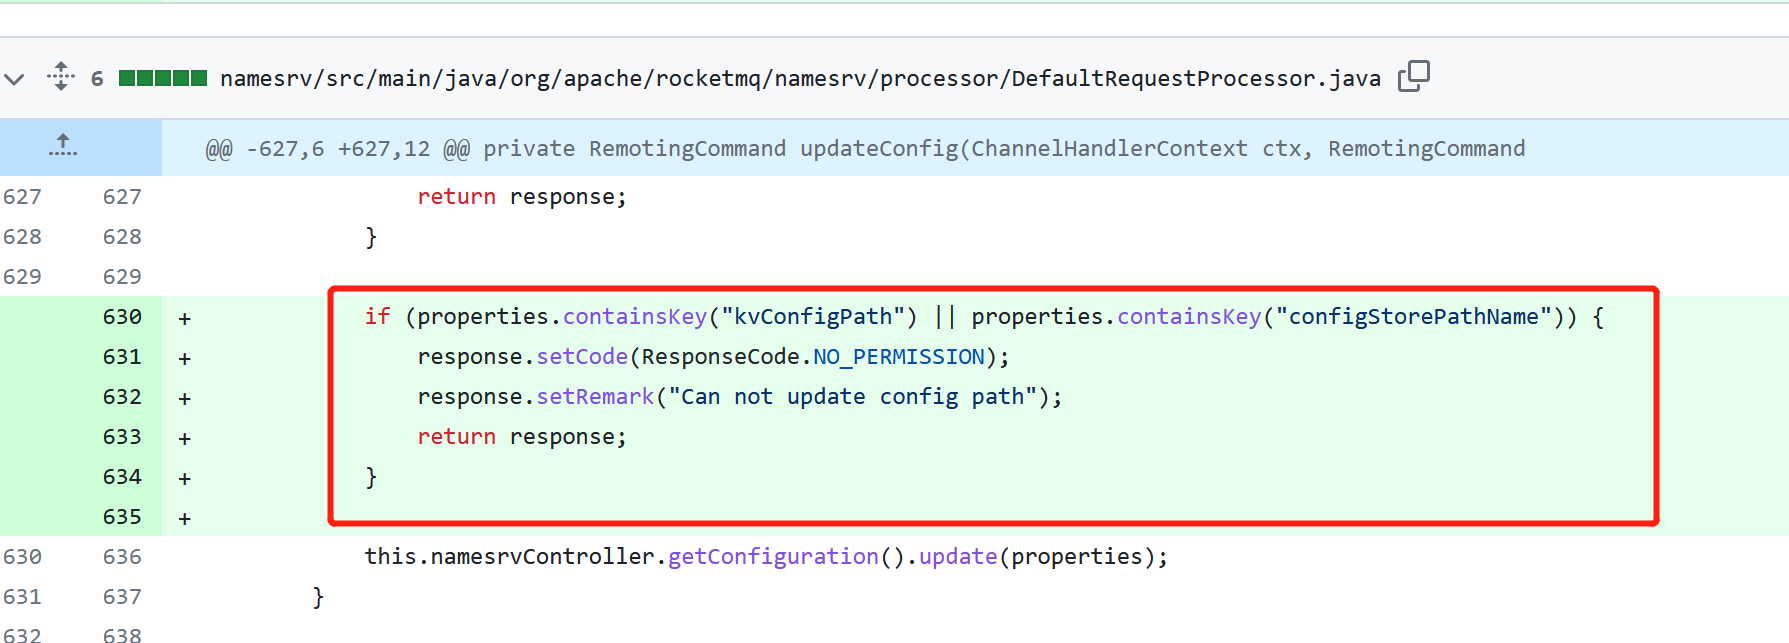 6 namesrv/src/main/java/org/apache/rocketmq/namesrv/processor/DefaultRequestProcessor.java
@@ -627,6 +627,12 @@ private RemotingCommand updateConfig(ChannelHandlerContext ctx, RemotingCommand
627 627 return response;
628 628 }
629 629
630 + if (properties.containsKey("kvConfigPath") || properties.containsKey("configStorePathName")) {
631 + response.setCode(ResponseCode.NO_PERMISSION);
632 + response.setRemark("Can not update config path");
633 + return response;
634 + }
635 +
630 636 this.namesrvController.getConfiguration().update(properties);
631 637 }
632 638